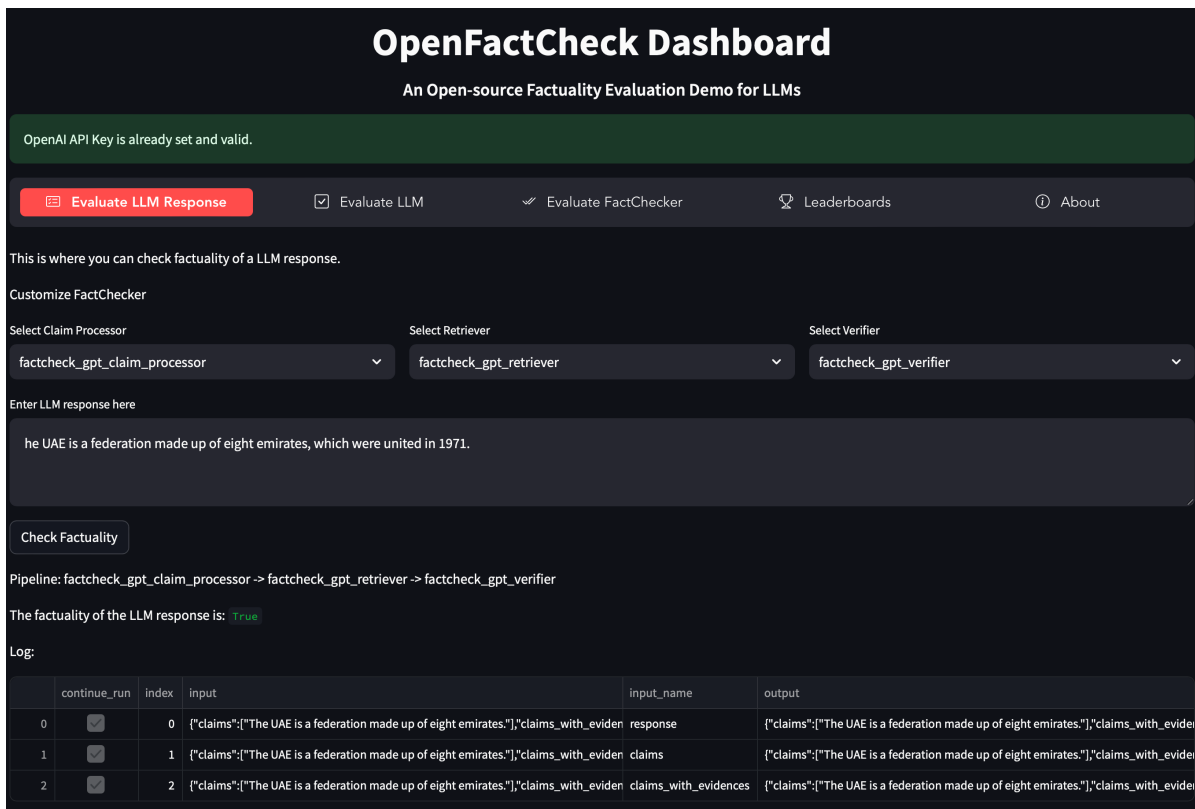 OpenFactCheck Dashboard
An Open-source Factuality Evaluation Demo for LLMs
OpenAI API Key is already set and valid.
Evaluate LLM Response Evaluate LLM Evaluate FactChecker Leaderboards About
This is where you can check factuality of a LLM response.
Customize FactChecker
Select Claim Processor Select Retriever Select Verifier
factcheck_gpt_claim_processor factcheck_gpt_retriever factcheck_gpt_verifier
Enter LLM response here
he UAE is a federation made up of eight emirates, which were united in 1971.
Check Factuality
Pipeline: factcheck_gpt_claim_processor -> factcheck_gpt_retriever -> factcheck_gpt_verifier
The factuality of the LLM response is: True
Log:
continue_run index input input_name output
0 0 {"claims":["The UAE is a federation made up of eight emirates."],"claims_with_eviden response {"claims":["The UAE is a federation made up of eight emirates."],"claims_with_evide
1 1 {"claims":["The UAE is a federation made up of eight emirates."],"claims_with_eviden claims {"claims":["The UAE is a federation made up of eight emirates."],"claims_with_evide
2 2 {"claims":["The UAE is a federation made up of eight emirates."],"claims_with_eviden claims_with_evidences {"claims":["The UAE is a federation made up of eight emirates."],"claims_with_evide